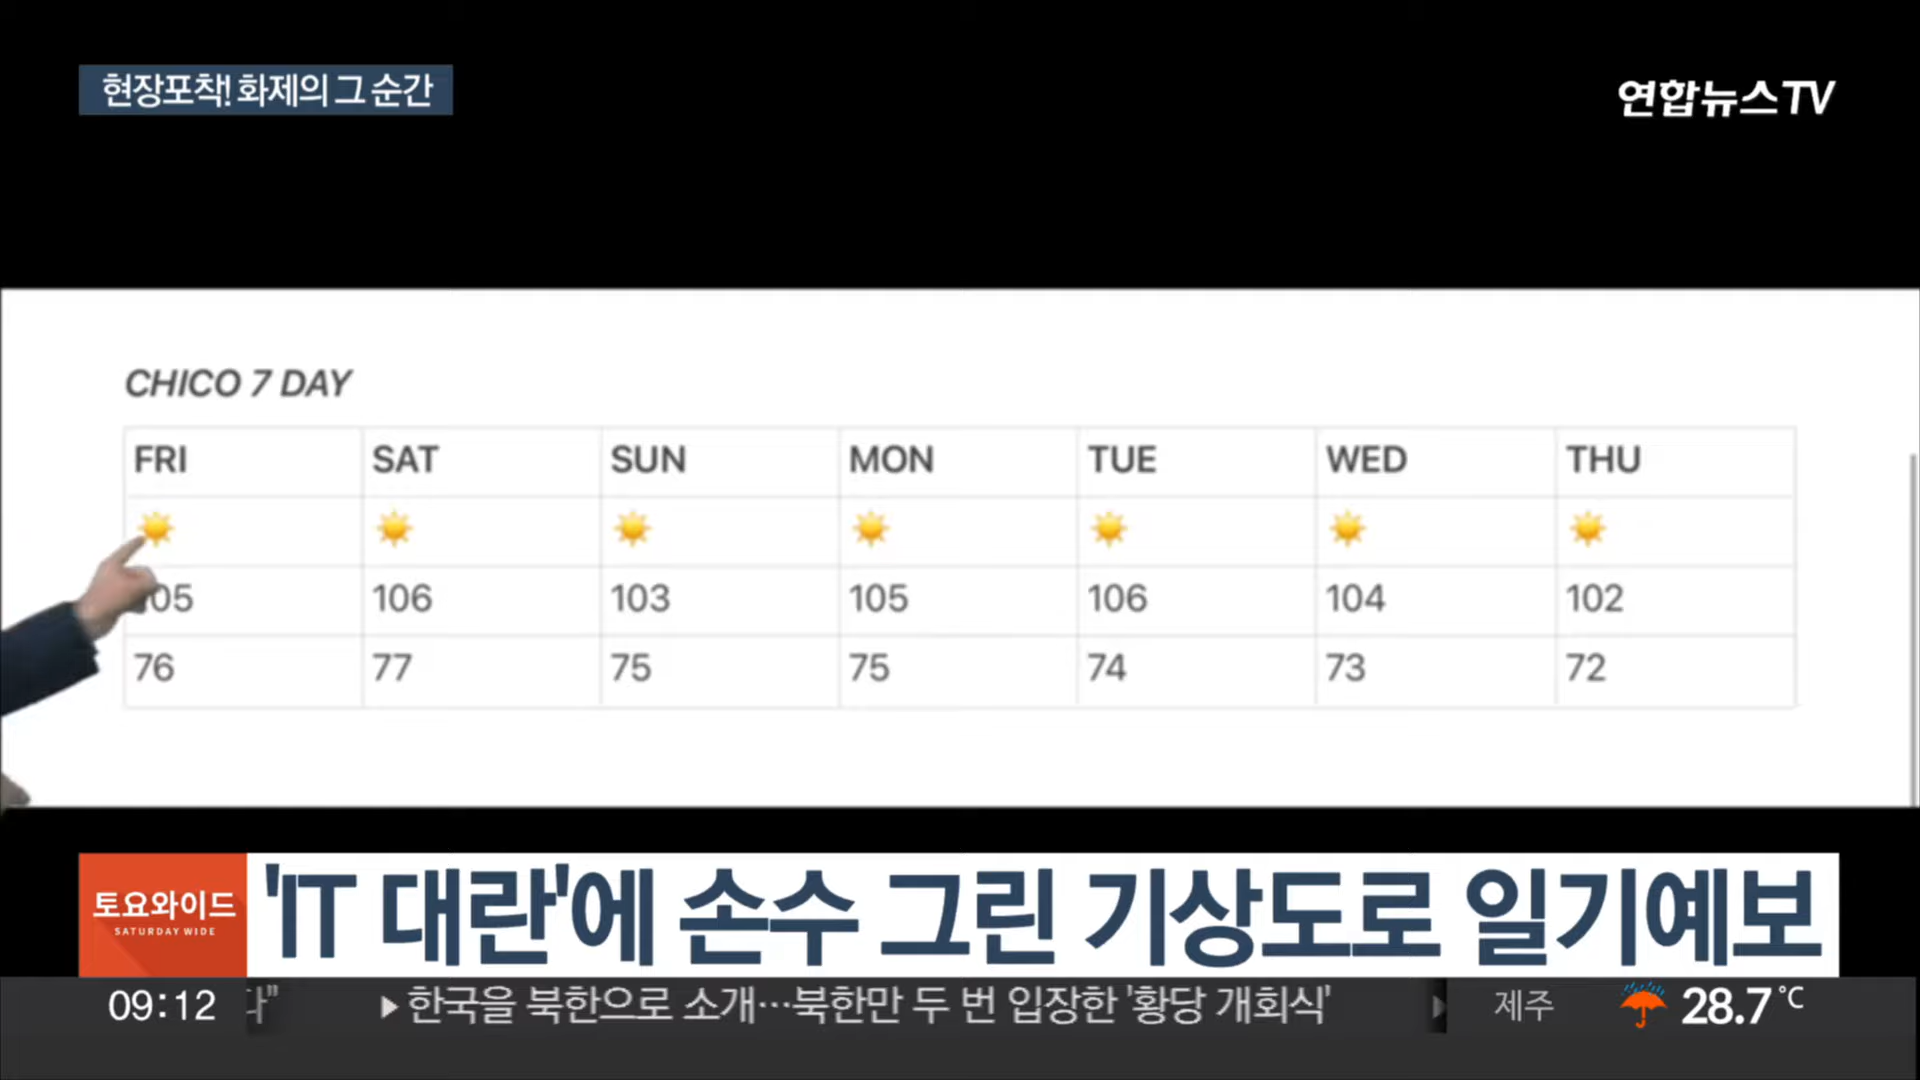 현장포착! 화제의 그 순간
연합뉴스TV
CHICO 7 DAY
FRI SAT SUN MON TUE WED THU
05 106 103 105 106 104 102
76 77 75 75 74 73 72
토요와이드
SATURDAY WIDE
'IT 대란'에 손수 그린 기상도로 일기예보
09:12 다" ▶한국을 북한으로 소개…북한만 두 번 입장한 '황당 개회식' 제주 28.7℃